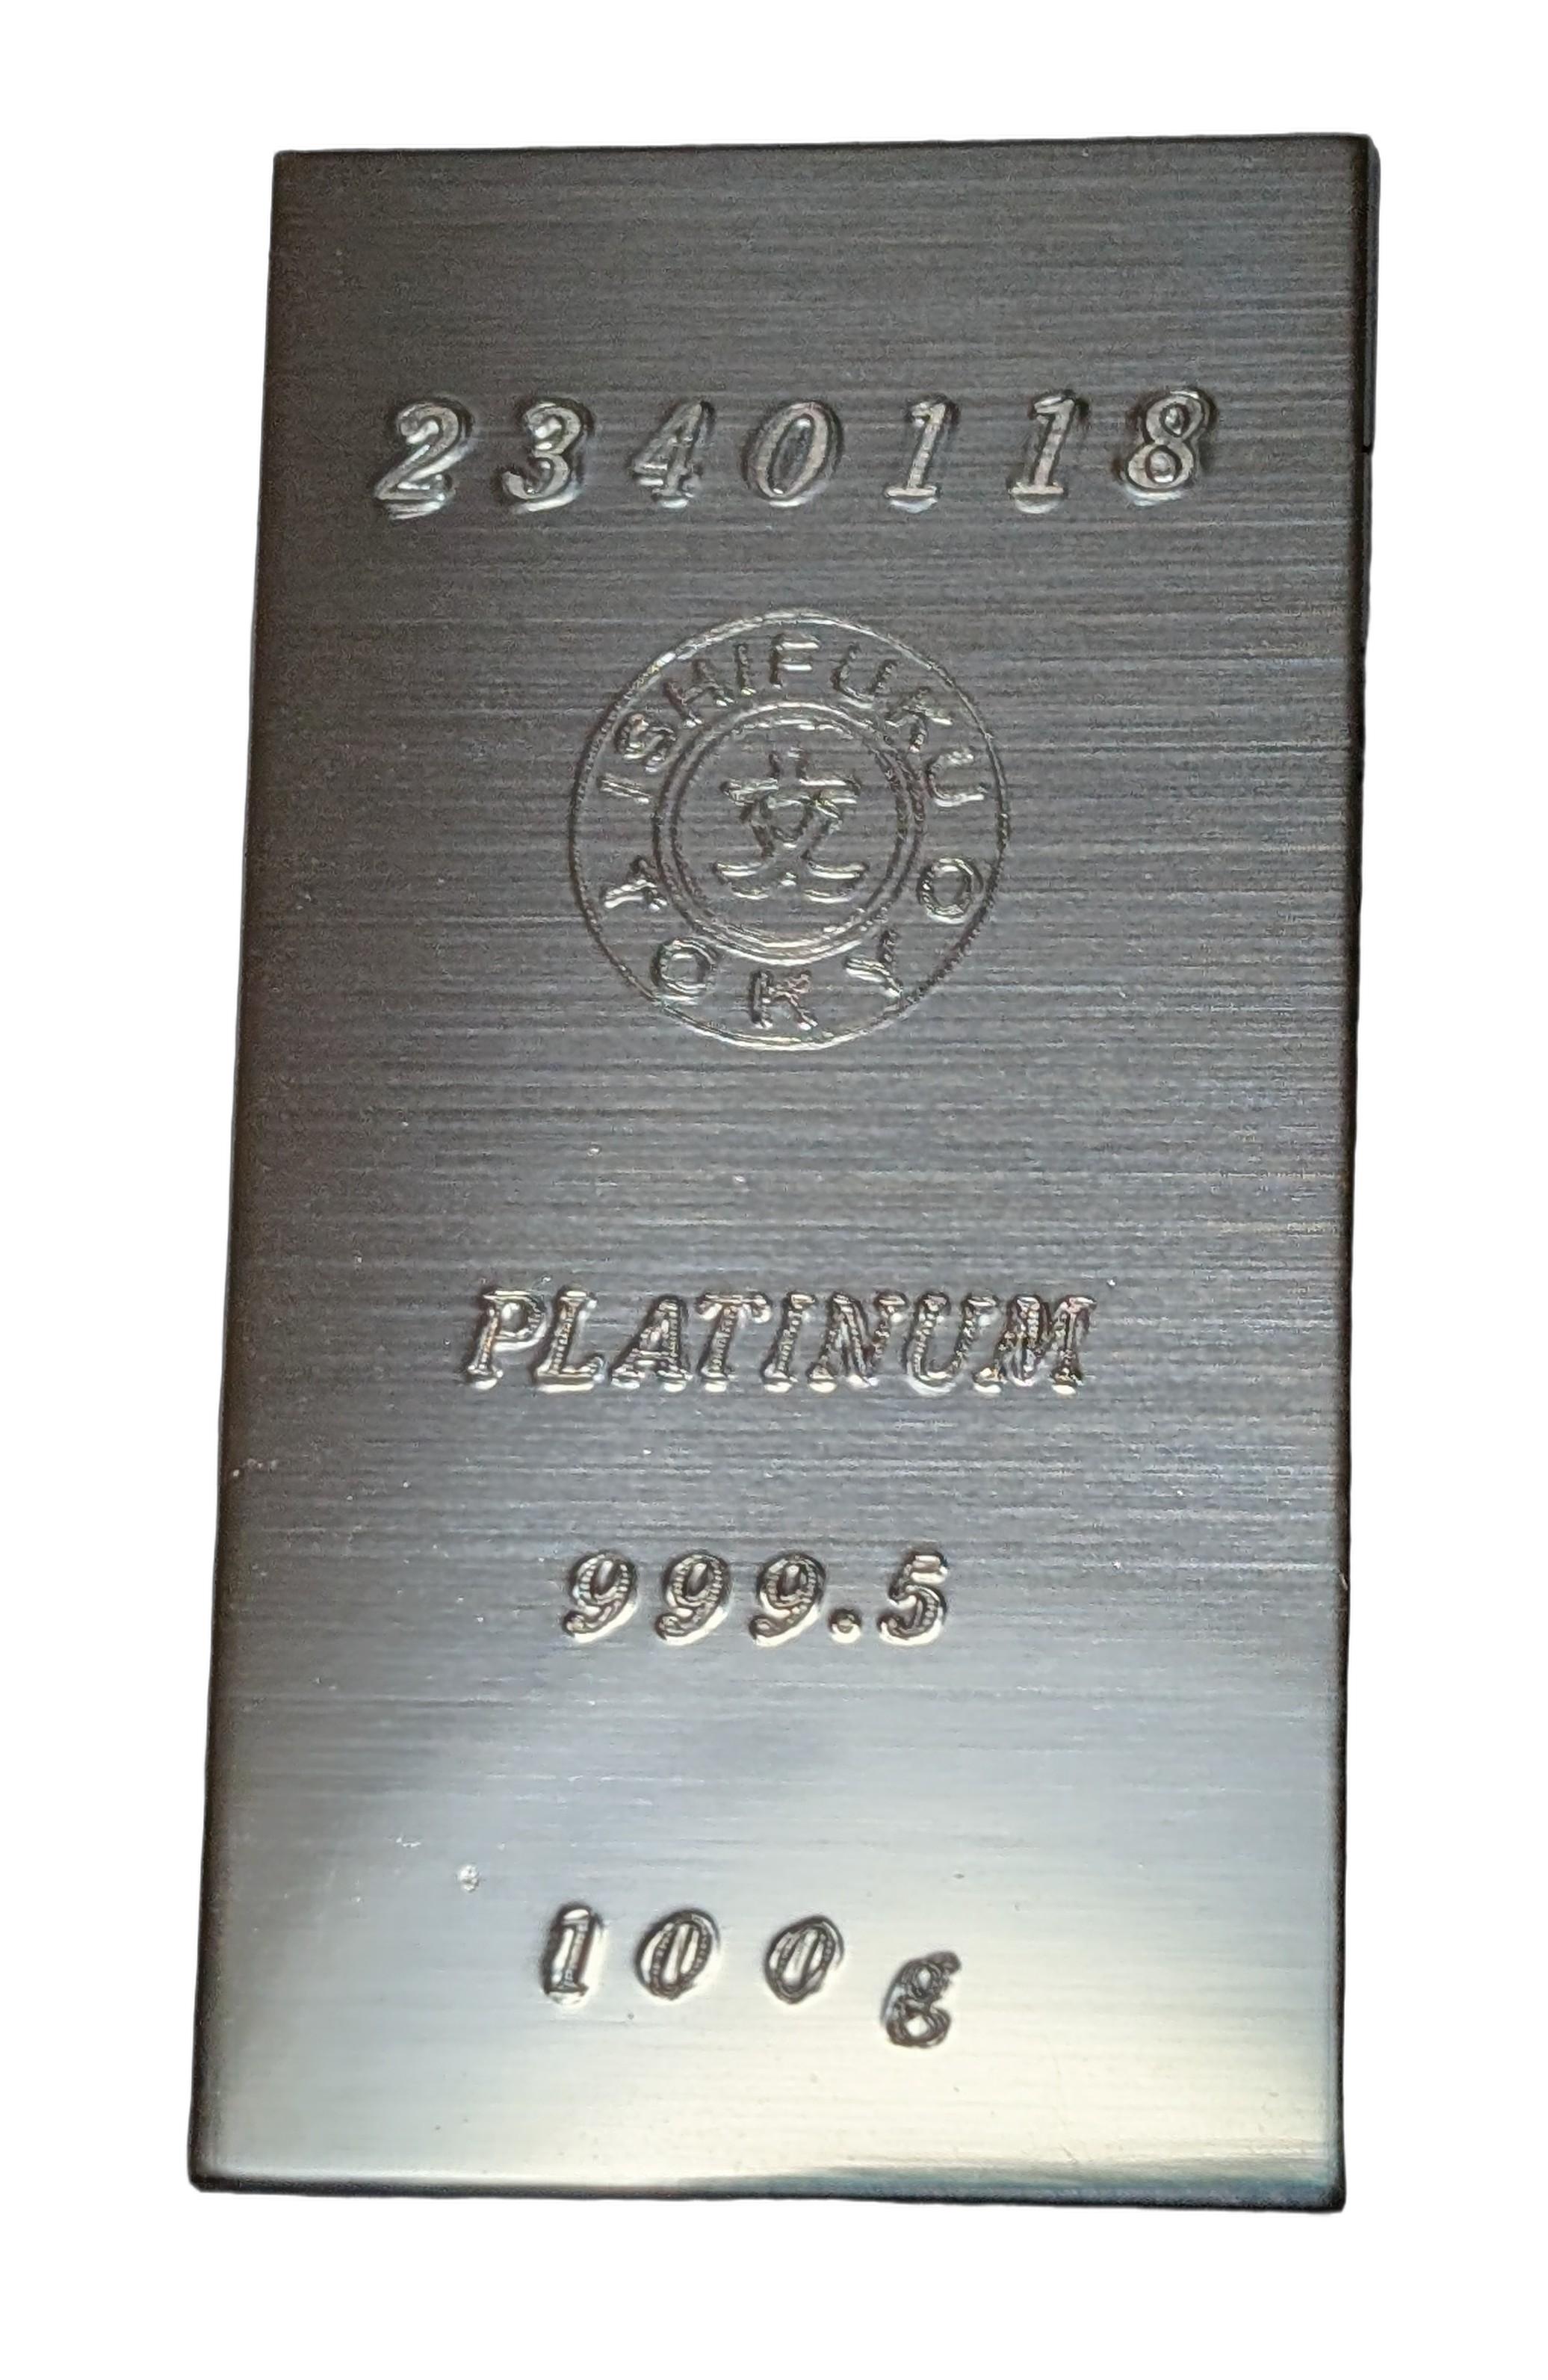 2340118
ISHIFUKU
TOKYO
PLATINUM
999.5
100g